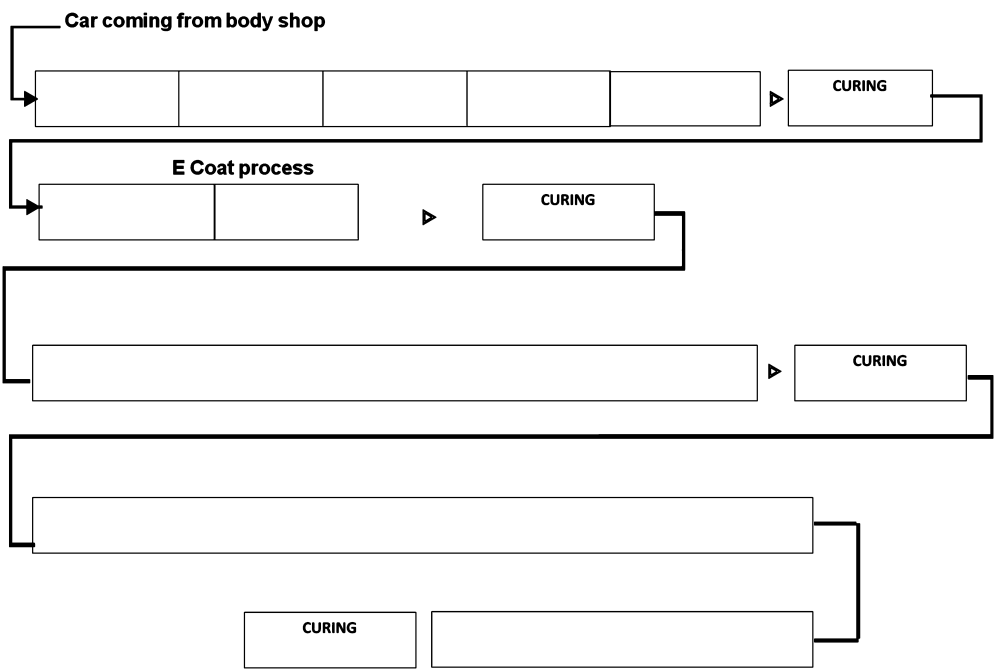 Car coming from body shop
CURING
E Coat process
CURING
CURING
CURING